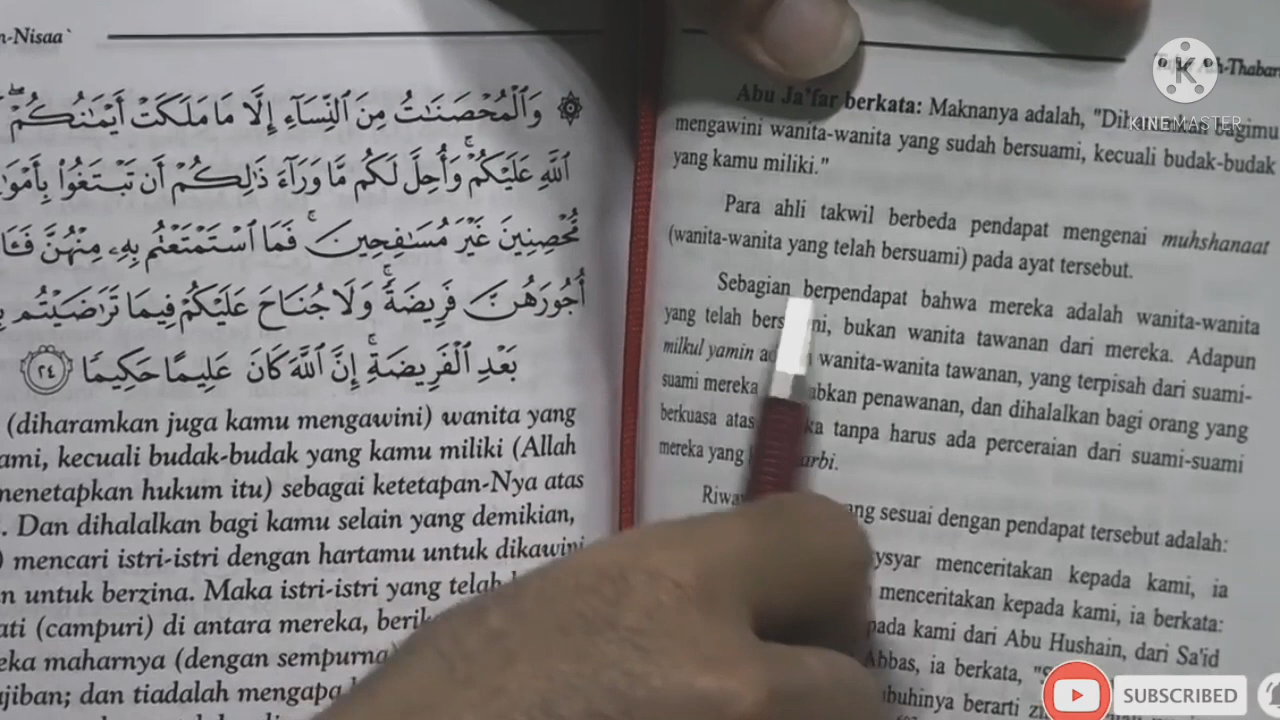 n-Nisaa`
۞ وَٱلْمُحْصَنَٰتُ مِنَ ٱلنِّسَآءِ إِلَّا مَا مَلَكَتْ أَيْمَٰنُكُمْ ۖ
ٱللَّهِ عَلَيْكُمْ ۚ وَأُحِلَّ لَكُم مَّا وَرَآءَ ذَٰلِكُمْ أَن تَبْتَغُوا۟ بِأَمْوَ
مُّحْصِنِينَ غَيْرَ مُسَٰفِحِينَ ۚ فَمَا ٱسْتَمْتَعْتُم بِهِۦ مِنْهُنَّ فَـَٔا
أُجُورَهُنَّ فَرِيضَةً ۚ وَلَا جُنَاحَ عَلَيْكُمْ فِيمَا تَرَٰضَيْتُم
بَعْدِ ٱلْفَرِيضَةِ ۚ إِنَّ ٱللَّهَ كَانَ عَلِيمًا حَكِيمًا ٢٤
(diharamkan juga kamu mengawini) wanita yang
ami, kecuali budak-budak yang kamu miliki (Allah
menetapkan hukum itu) sebagai ketetapan-Nya atas
. Dan dihalalkan bagi kamu selain yang demikian,
) mencari istri-istri dengan hartamu untuk dikawini
n untuk berzina. Maka istri-istri yang telah
ati (campuri) di antara mereka,
eka maharnya (dengan sempurna)
ajiban; dan tiadalah mengapa
Ath-Thabari
KINEMASTER
Abu Ja'far berkata: Maknanya adalah, "Diharamkan bagimu
mengawini wanita-wanita yang sudah bersuami, kecuali budak-budak
yang kamu miliki."
Para ahli takwil berbeda pendapat mengenai muhshanaat
(wanita-wanita yang telah bersuami) pada ayat tersebut.
Sebagian berpendapat bahwa mereka adalah wanita-wanita
yang telah bersuami, bukan wanita tawanan dari mereka. Adapun
milkul yamin wanita-wanita tawanan, yang terpisah dari suami-
suami mereka abkan penawanan, dan dihalalkan bagi orang yang
berkuasa atas ka tanpa harus ada perceraian dari suami-suami
mereka yang arbi.
ang sesuai dengan pendapat tersebut adalah:
ysyar menceritakan kepada kami, ia
menceritakan kepada kami, ia berkata:
pada kami dari Abu Hushain, dari Sa'id
Abbas, ia berkata,
ubuhinya berarti
SUBSCRIBED